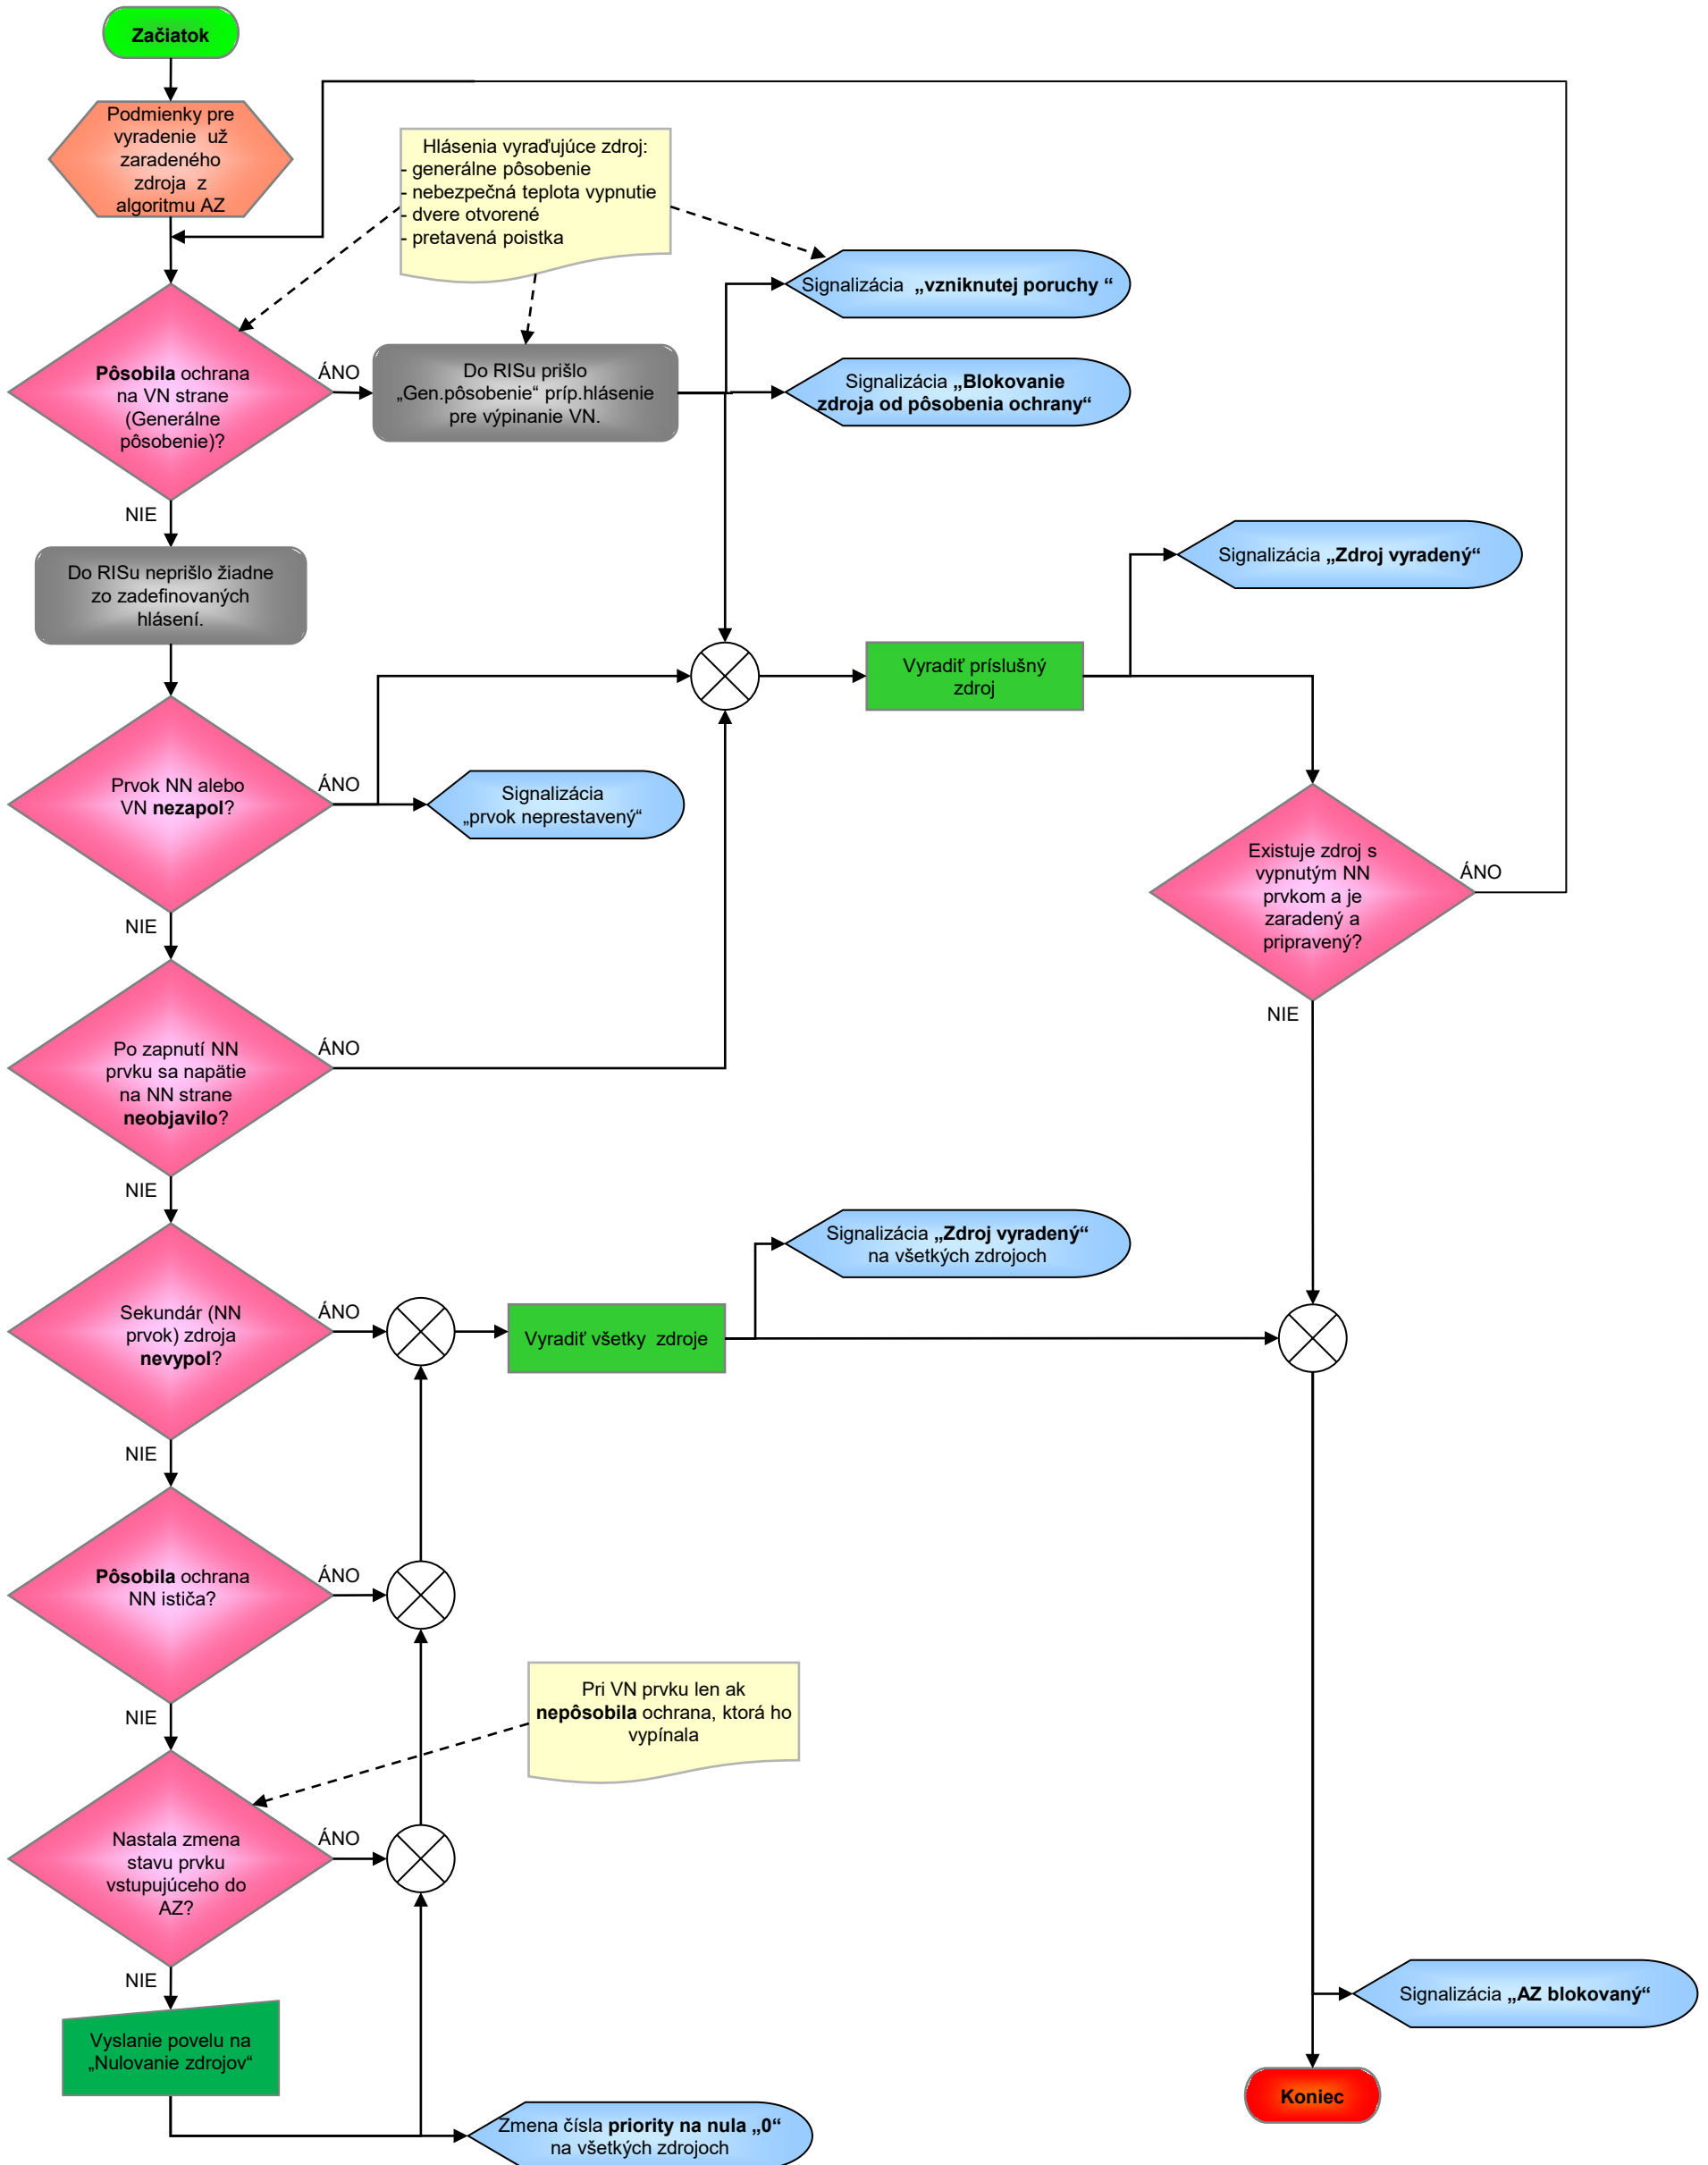 Začiatok
Podmienky pre
vyradenie už
zaradeného
zdroja z
algoritmu AZ
Hlásenia vyraďujúce zdroj:
- generálne pôsobenie
- nebezpečná teplota vypnutie
- dvere otvorené
- pretavená poistka
Signalizácia „vzniknutej poruchy “
Pôsobila ochrana
na VN strane
(Generálne
pôsobenie)?
ÁNO
Do RISu prišlo
„Gen.pôsobenie“ príp.hlásenie
pre výpinanie VN.
Signalizácia „Blokovanie
zdroja od pôsobenia ochrany“
NIE
Do RISu neprišlo žiadne
zo zadefinovaných
hlásení.
Signalizácia „Zdroj vyradený“
Vyradiť príslušný
zdroj
Prvok NN alebo
VN nezapol?
ÁNO
Signalizácia
„prvok neprestavený“
Existuje zdroj s
vypnutým NN
prvkom a je
zaradený a
pripravený?
ÁNO
NIE
NIE
Po zapnutí NN
prvku sa napätie
na NN strane
neobjavilo?
ÁNO
NIE
Signalizácia „Zdroj vyradený“
na všetkých zdrojoch
Sekundár (NN
prvok) zdroja
nevypol?
ÁNO
Vyradiť všetky zdroje
NIE
Pôsobila ochrana
NN ističa?
ÁNO
NIE
Pri VN prvku len ak
nepôsobila ochrana, ktorá ho
vypínala
Nastala zmena
stavu prvku
vstupujúceho do
AZ?
ÁNO
NIE
Signalizácia „AZ blokovaný“
Vyslanie povelu na
„Nulovanie zdrojov“
Koniec
Zmena čísla priority na nula „0“
na všetkých zdrojoch